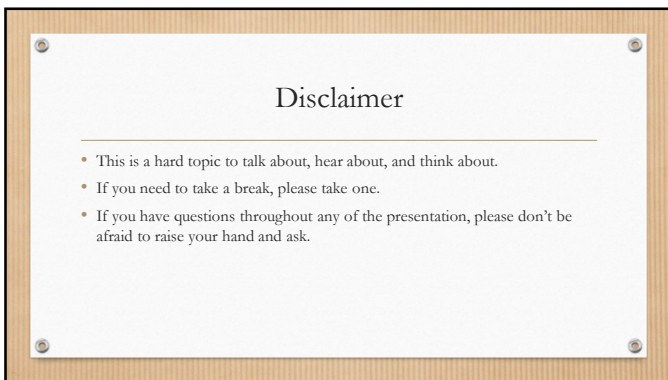 Disclaimer
• This is a hard topic to talk about, hear about, and think about.
• If you need to take a break, please take one.
• If you have questions throughout any of the presentation, please don’t be
afraid to raise your hand and ask.